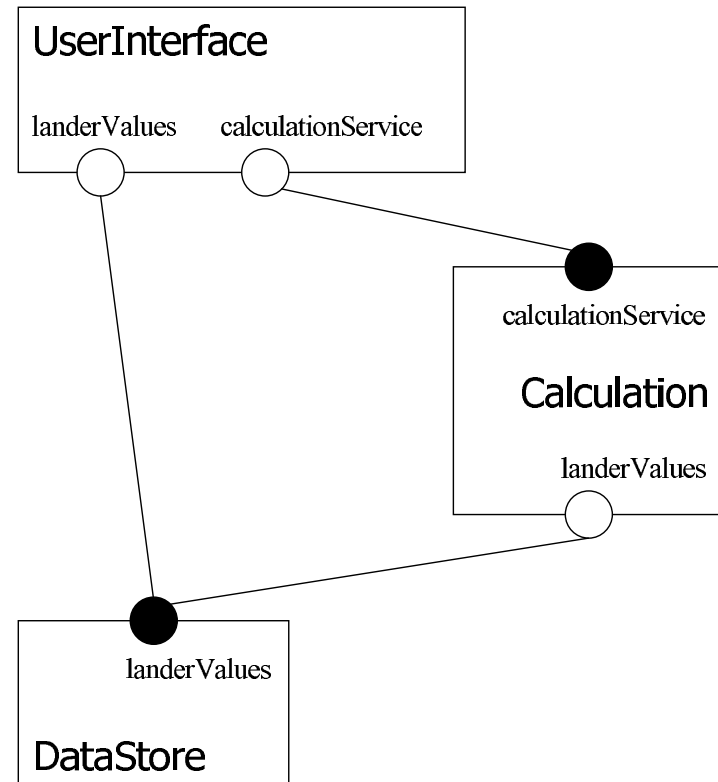 UserInterface
landerValues calculationService
calculationService
Calculation
landerValues
landerValues
DataStore